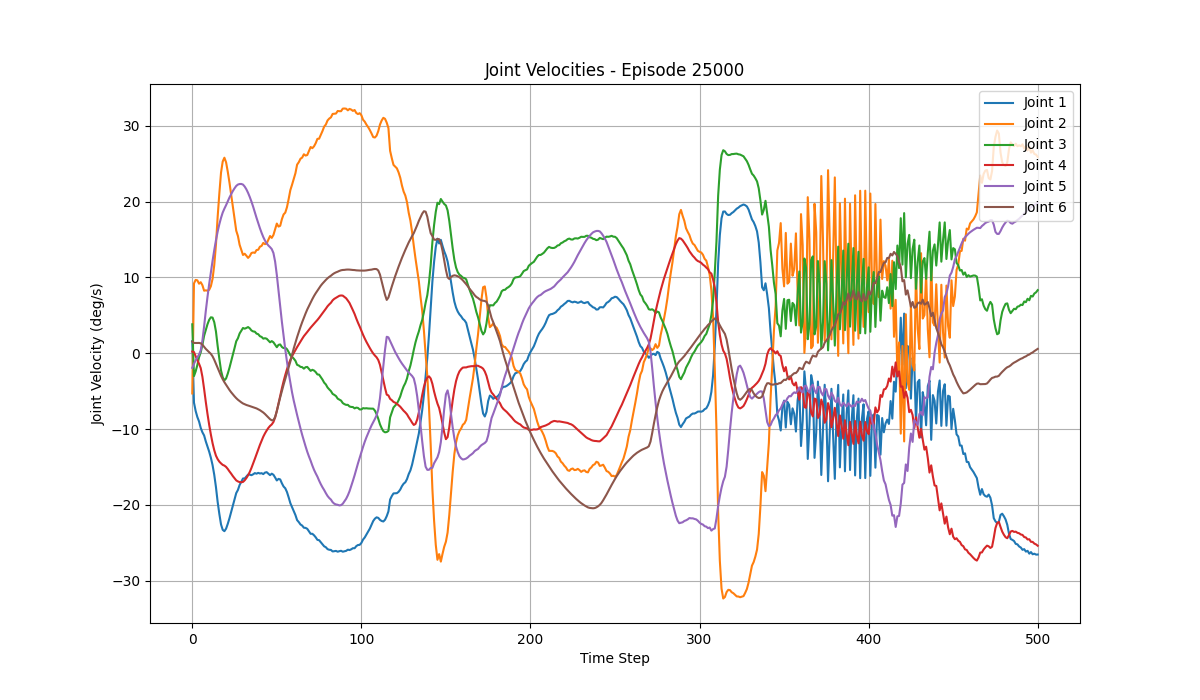 Joint Velocities - Episode 25000
Joint Velocity (deg/s)
30
20
10
0
−10
−20
−30
0 100 200 300 400 500
Time Step
Joint 1
Joint 2
Joint 3
Joint 4
Joint 5
Joint 6